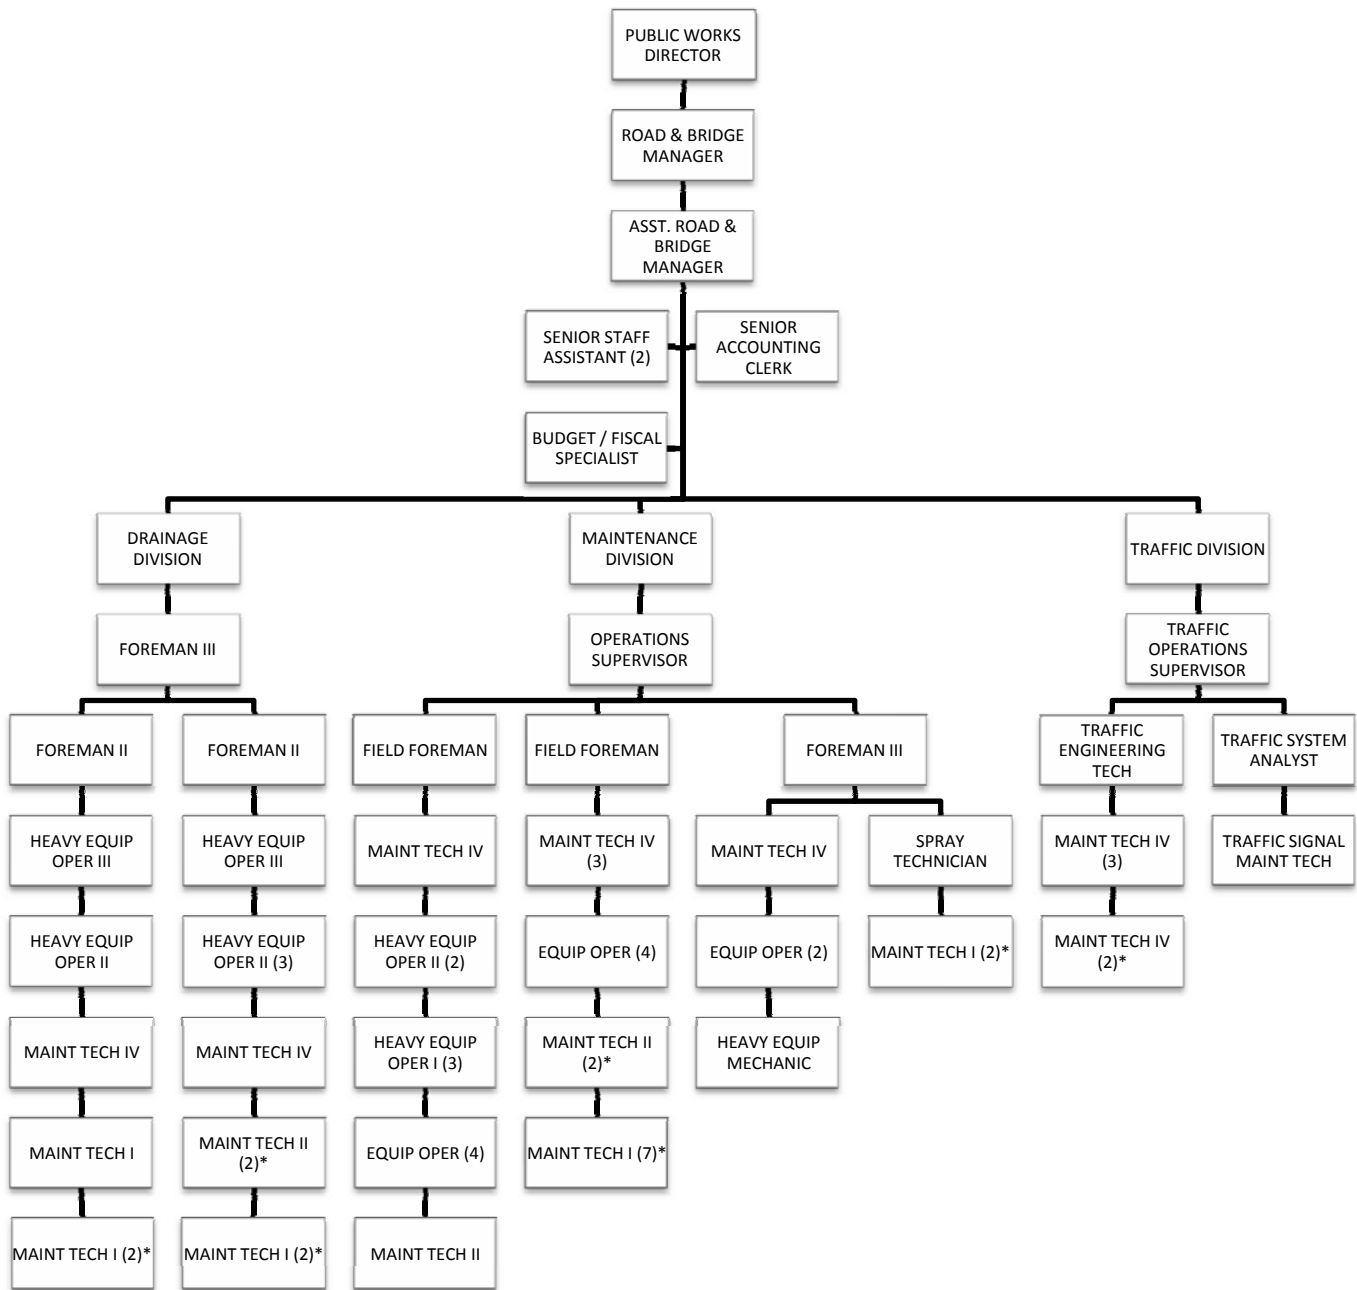 PUBLIC WORKS
DIRECTOR
ROAD & BRIDGE
MANAGER
ASST. ROAD &
BRIDGE
MANAGER
SENIOR STAFF
ASSISTANT (2)
SENIOR
ACCOUNTING
CLERK
BUDGET / FISCAL
SPECIALIST
DRAINAGE
DIVISION
MAINTENANCE
DIVISION
TRAFFIC DIVISION
FOREMAN III
OPERATIONS
SUPERVISOR
TRAFFIC
OPERATIONS
SUPERVISOR
FOREMAN II
FOREMAN II
FIELD FOREMAN
FIELD FOREMAN
FOREMAN III
TRAFFIC
ENGINEERING
TECH
TRAFFIC SYSTEM
ANALYST
HEAVY EQUIP
OPER III
HEAVY EQUIP
OPER III
MAINT TECH IV
MAINT TECH IV
(3)
MAINT TECH IV
SPRAY
TECHNICIAN
MAINT TECH IV
(3)
TRAFFIC SIGNAL
MAINT TECH
HEAVY EQUIP
OPER II
HEAVY EQUIP
OPER II (3)
HEAVY EQUIP
OPER II (2)
EQUIP OPER (4)
EQUIP OPER (2)
MAINT TECH I (2)*
MAINT TECH IV
(2)*
MAINT TECH IV
MAINT TECH IV
HEAVY EQUIP
OPER I (3)
MAINT TECH II
(2)*
HEAVY EQUIP
MECHANIC
MAINT TECH I
MAINT TECH II
(2)*
EQUIP OPER (4)
MAINT TECH I (7)*
MAINT TECH I (2)*
MAINT TECH I (2)*
MAINT TECH II